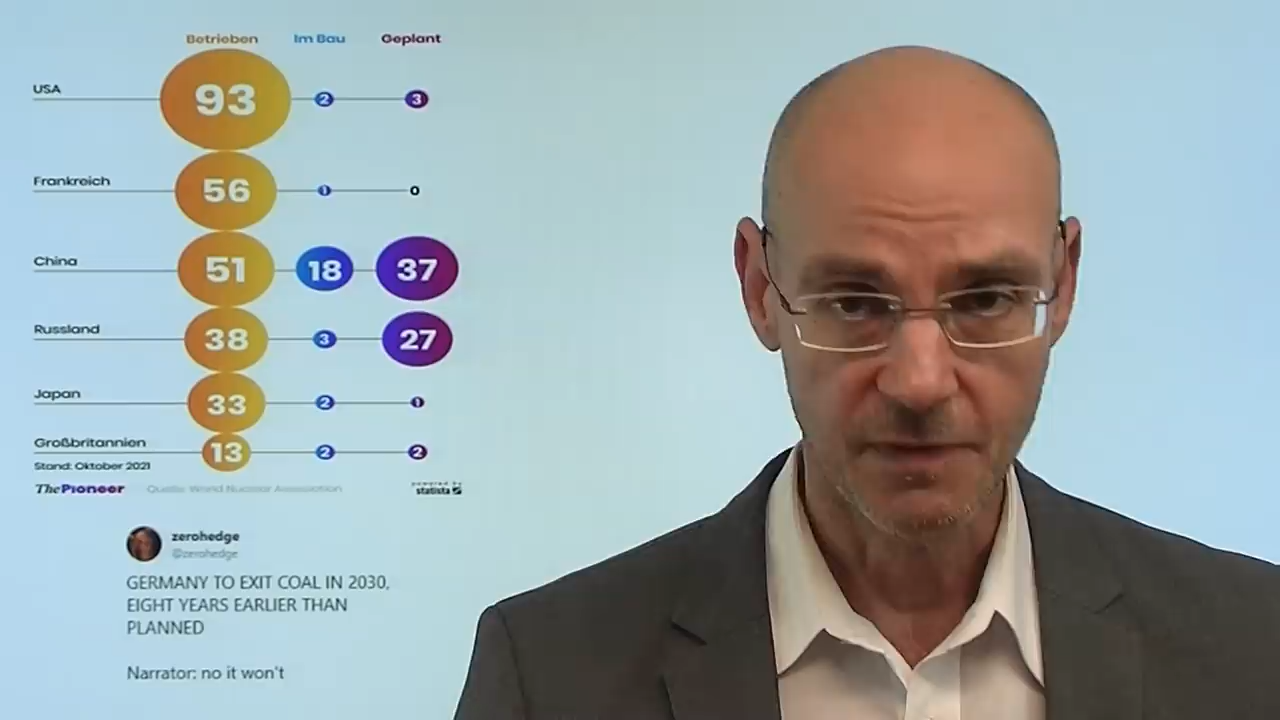 Betrieben Im Bau Geplant
USA 93 2 3
Frankreich 56 1 0
China 51 18 37
Russland 38 3 27
Japan 33 2 1
Großbritannien 13 2 2
Stand: Oktober 2021
The Pioneer Quelle: World Nuclear Association powered by statista
zerohedge
@zerohedge
GERMANY TO EXIT COAL IN 2030,
EIGHT YEARS EARLIER THAN
PLANNED
Narrator: no it won't